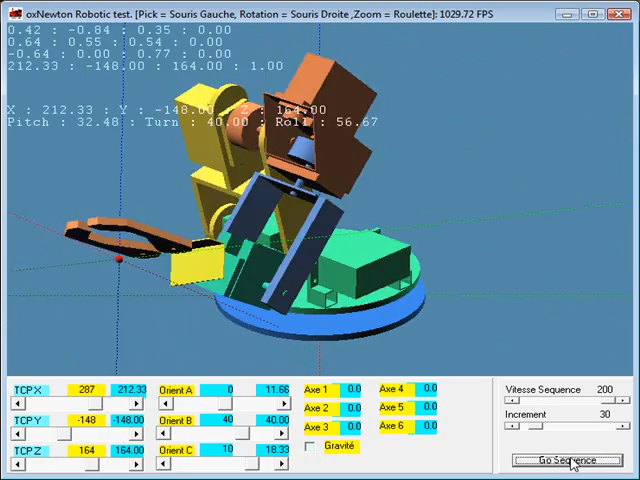 oxNewton Robotic test. [Pick = Souris Gauche, Rotation = Souris Droite ,Zoom = Roulette]: 1029.72 FPS
0.42 : -0.84 : 0.35 : 0.00
0.64 : 0.55 : 0.54 : 0.00
-0.64 : 0.00 : 0.77 : 0.00
212.33 : -148.00 : 164.00 : 1.00
X : 212.33 : Y : -148.00 : Z : 164.00
Pitch : 32.48 : Turn : 40.00 : Roll : 56.67
TCP X 287 212.33 Orient A 0 11.66 Axe 1 0.0 Axe 4 0.0 Vitesse Sequence 200
Axe 2 0.0 Axe 5 0.0
TCP Y -148 -148.00 Orient B 40 40.00 Axe 3 0.0 Axe 6 0.0 Increment 30
TCP Z 164 164.00 Orient C 10 18.33 Gravité
Go Sequence